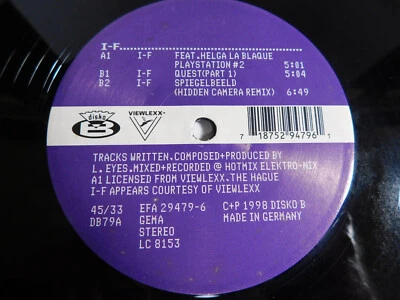 I-F
A1 I-F FEAT.HELGA LA BLAQUE
PLAYSTATION #2 5:01
B1 I-F QUEST(PART 1) 5:04
B2 I-F SPIEGELBEELD
(HIDDEN CAMERA REMIX) 6:49
disko
B
VIEWLEXX
7 18752 94796 1
TRACKS WRITTEN.COMPOSED+PRODUCED BY
L. EYES.MIXED+RECORDED @ HOTMIX ELEKTRO-NIX
A1 LICENSED FROM VIEWLEXX.THE HAGUE
I-F APPEARS COURTESY OF VIEWLEXX
45/33 EFA 29479-6 C+P 1998 DISKO B
DB79A GEMA MADE IN GERMANY
STEREO
LC 8153